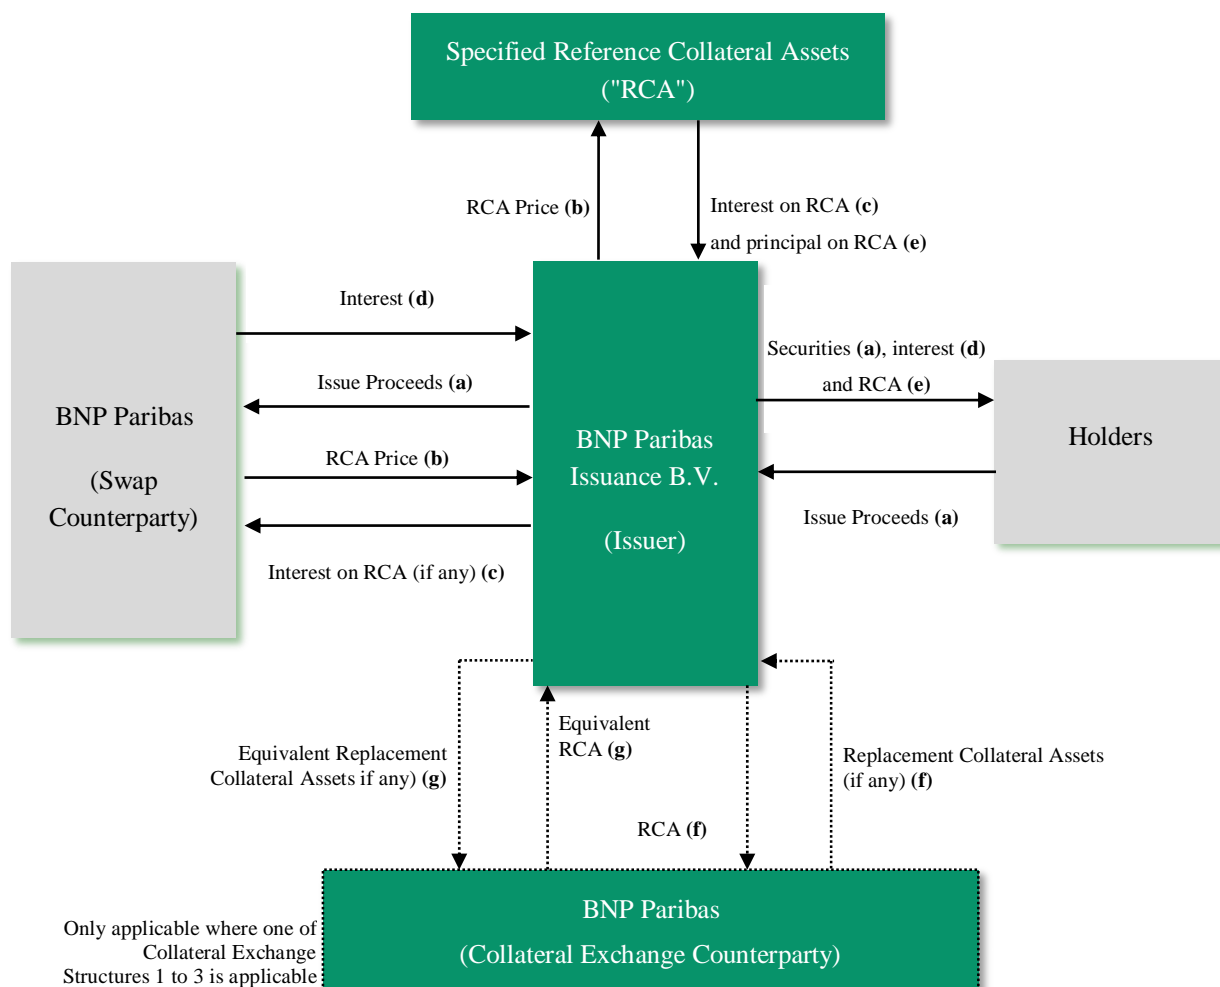 Specified Reference Collateral Assets
("RCA")
RCA Price (b)
Interest on RCA (c)
and principal on RCA (e)
BNP Paribas
(Swap
Counterparty)
Interest (d)
Issue Proceeds (a)
RCA Price (b)
Interest on RCA (if any) (c)
BNP Paribas
Issuance B.V.
(Issuer)
Securities (a), interest (d)
and RCA (e)
Issue Proceeds (a)
Holders
Equivalent Replacement
Collateral Assets if any) (g)
Equivalent
RCA (g)
RCA (f)
Replacement Collateral Assets
(if any) (f)
Only applicable where one of
Collateral Exchange
Structures 1 to 3 is applicable
BNP Paribas
(Collateral Exchange Counterparty)